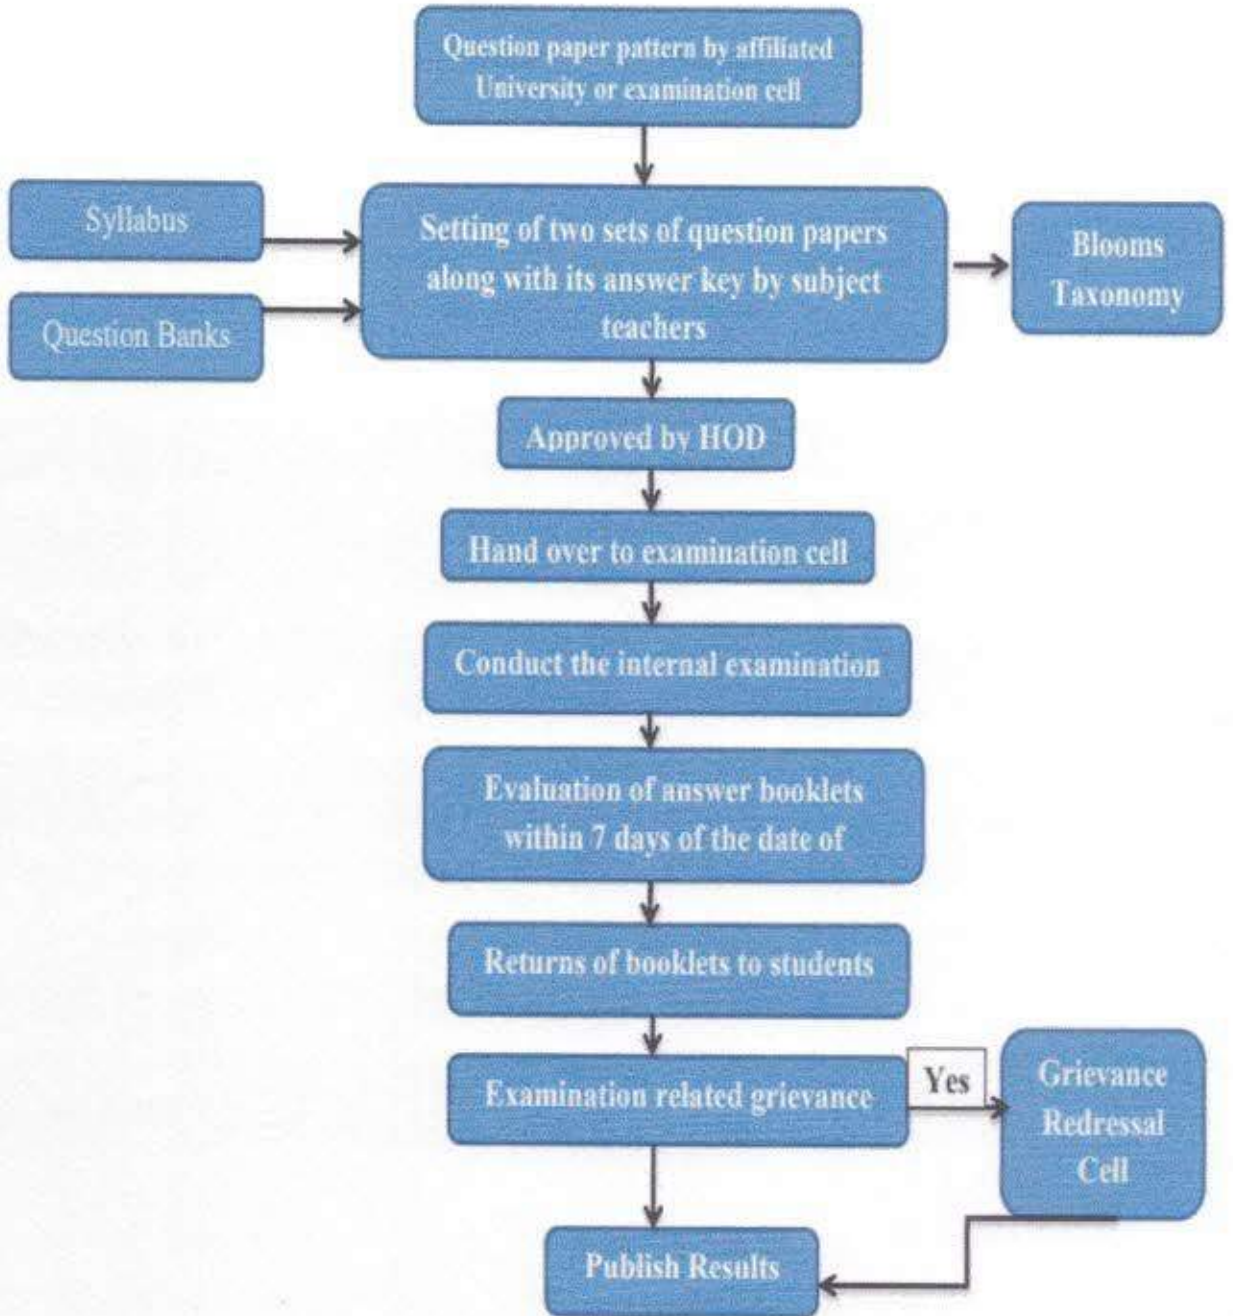 Question paper pattern by affiliated
University or examination cell
Syllabus
Question Banks
Setting of two sets of question papers
along with its answer key by subject
teachers
Blooms
Taxonomy
Approved by HOD
Hand over to examination cell
Conduct the internal examination
Evaluation of answer booklets
within 7 days of the date of
Returns of booklets to students
Examination related grievance
Yes
Grievance
Redressal
Cell
Publish Results